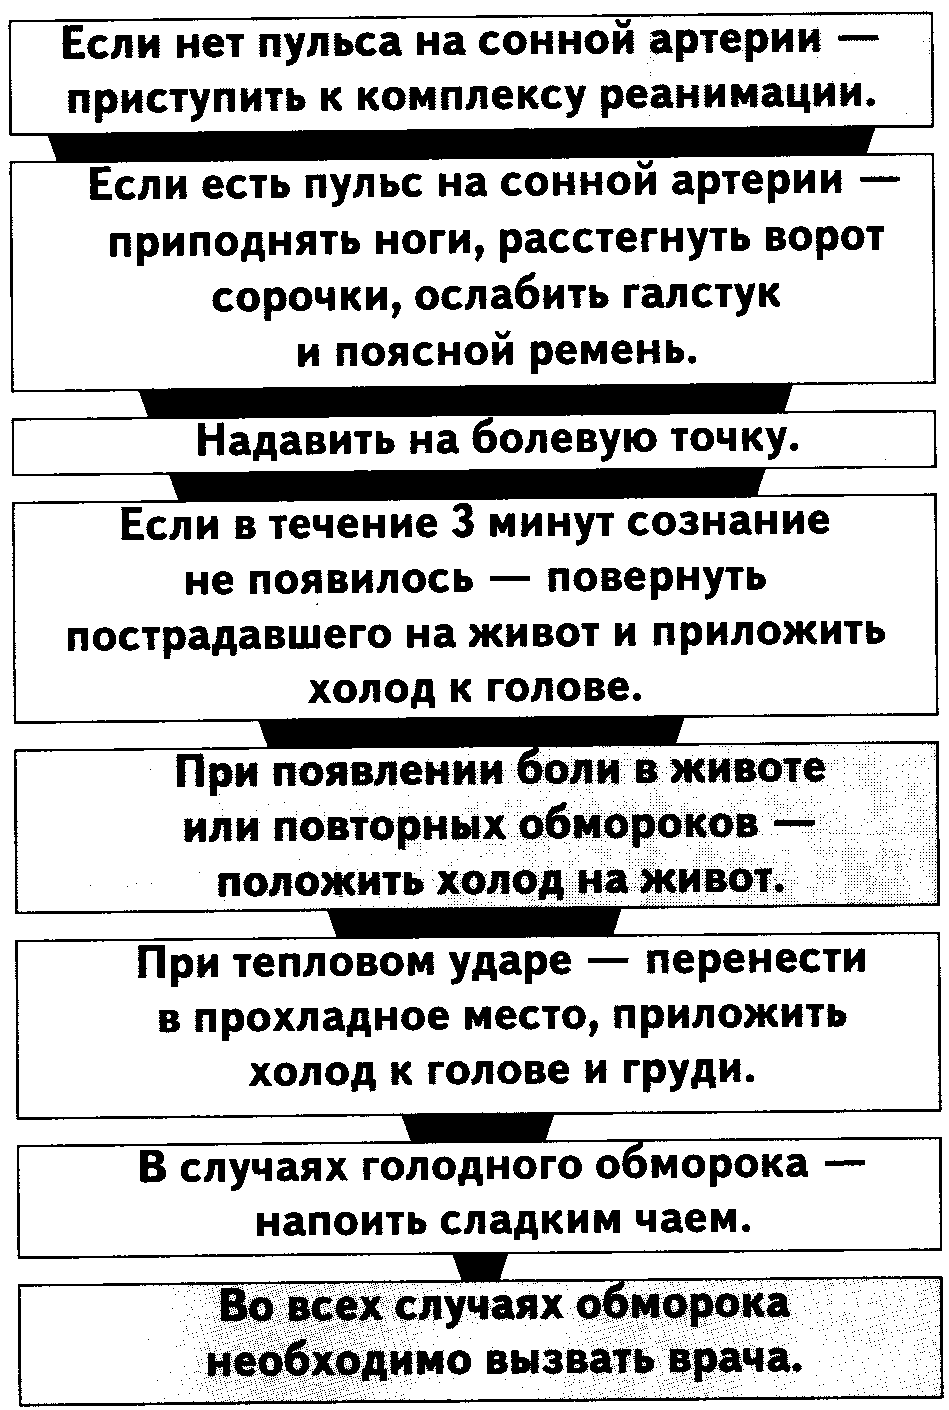 Если нет пульса на сонной артерии —
приступить к комплексу реанимации.
Если есть пульс на сонной артерии —
приподнять ноги, расстегнуть ворот
сорочки, ослабить галстук
и поясной ремень.
Надавить на болевую точку.
Если в течение 3 минут сознание
не появилось — повернуть
пострадавшего на живот и приложить
холод к голове.
При появлении боли в животе
или повторных обмороков —
положить холод на живот.
При тепловом ударе — перенести
в прохладное место, приложить
холод к голове и груди.
В случаях голодного обморока —
напоить сладким чаем.
Во всех случаях обморока
необходимо вызвать врача.